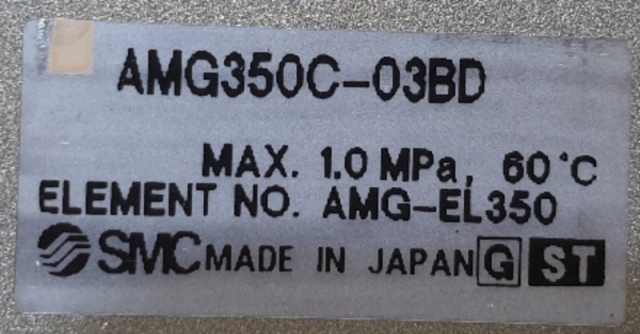 AMG350C-03BD
MAX. 1.0 MPa, 60°C
ELEMENT NO. AMG-EL350
SMC MADE IN JAPAN G ST